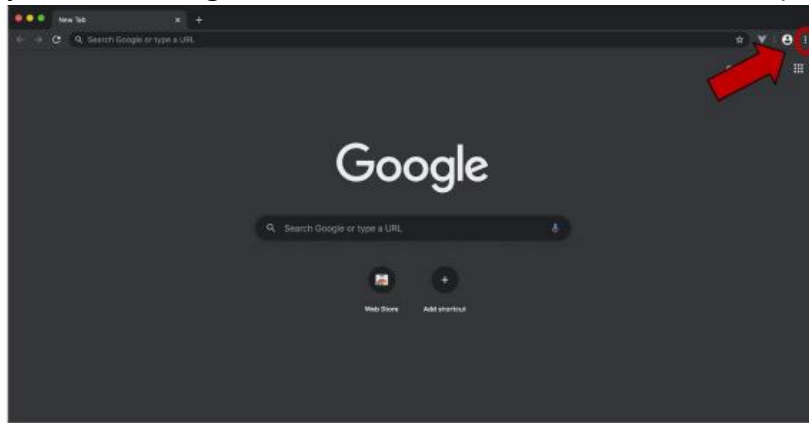 New Tab
Search Google or type a URL
Google
Search Google or type a URL
Web Store
Add shortcut